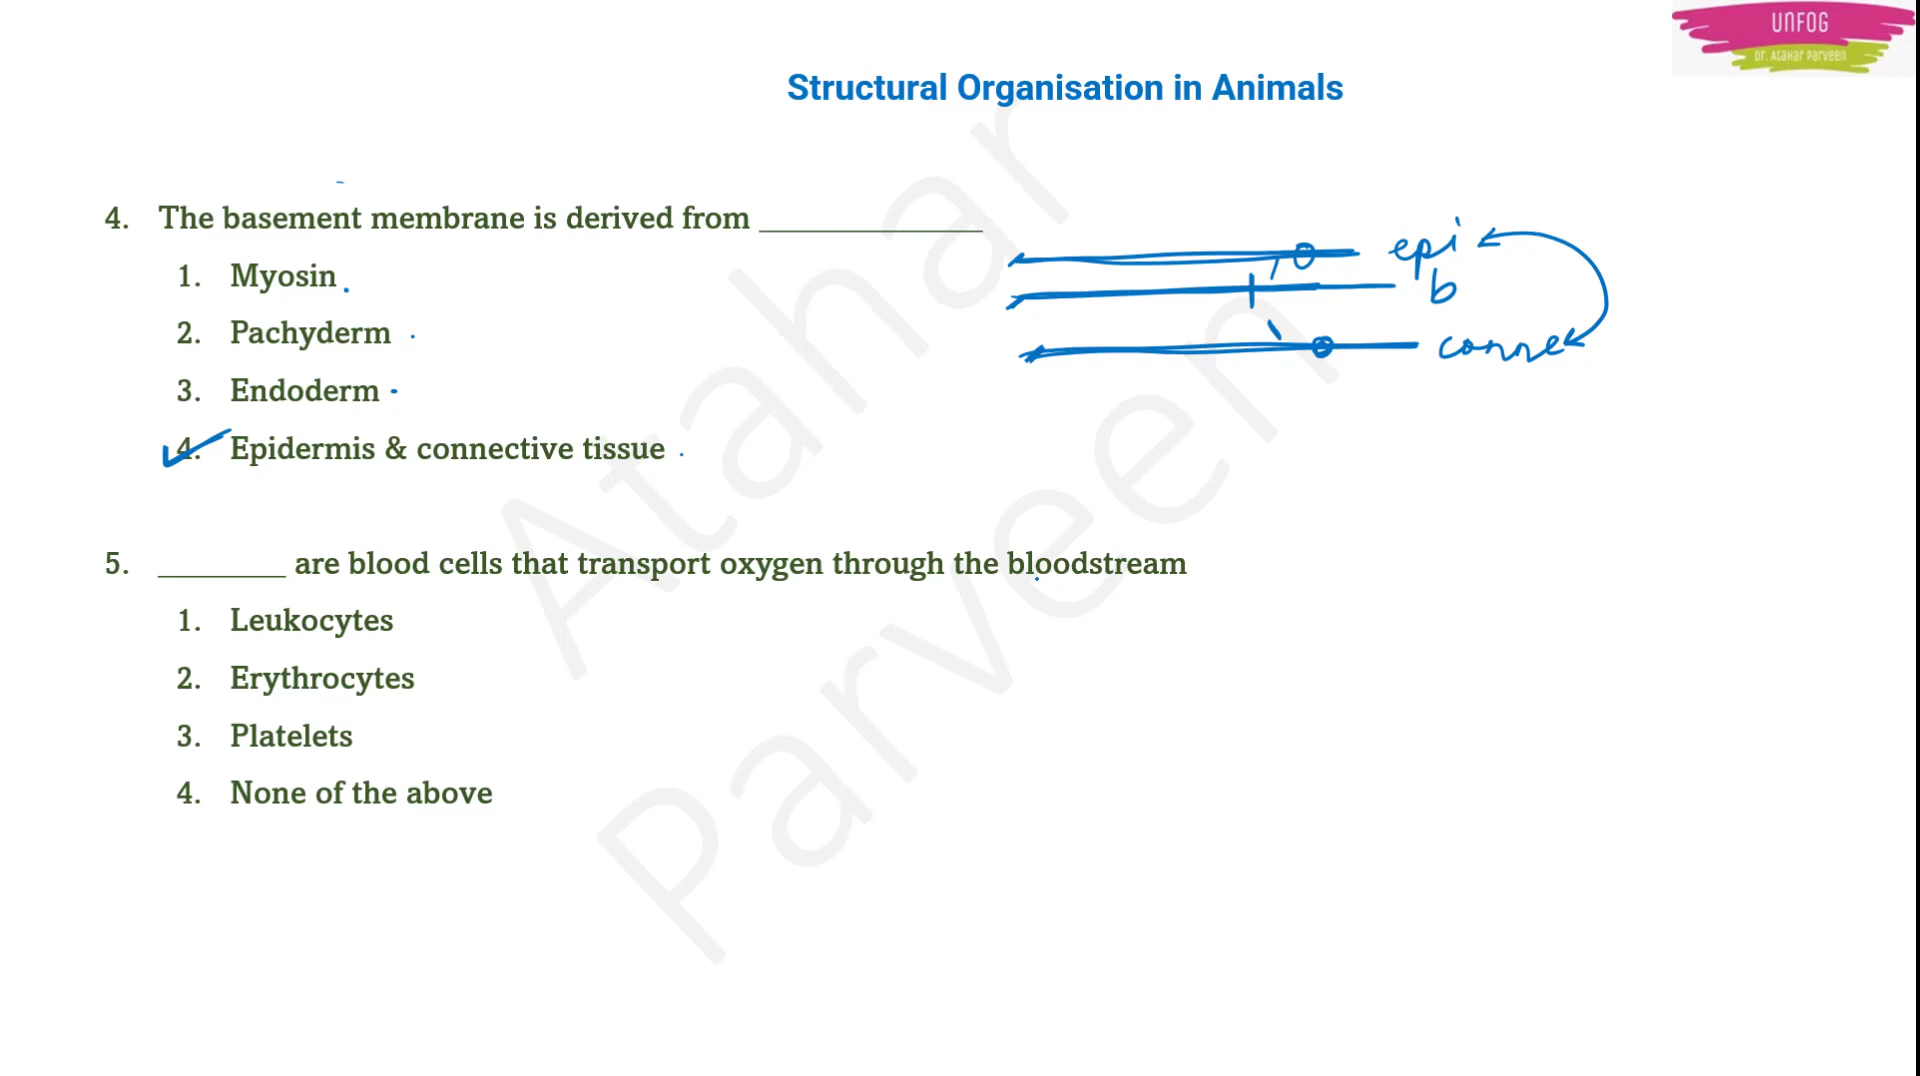 UNFOG
Dr. Atahar Parveen
Structural Organisation in Animals
4. The basement membrane is derived from ______________
1. Myosin
2. Pachyderm
3. Endoderm
4. Epidermis & connective tissue
epi
b
conne
5. ________ are blood cells that transport oxygen through the bloodstream
1. Leukocytes
2. Erythrocytes
3. Platelets
4. None of the above
Atahar
Parveen